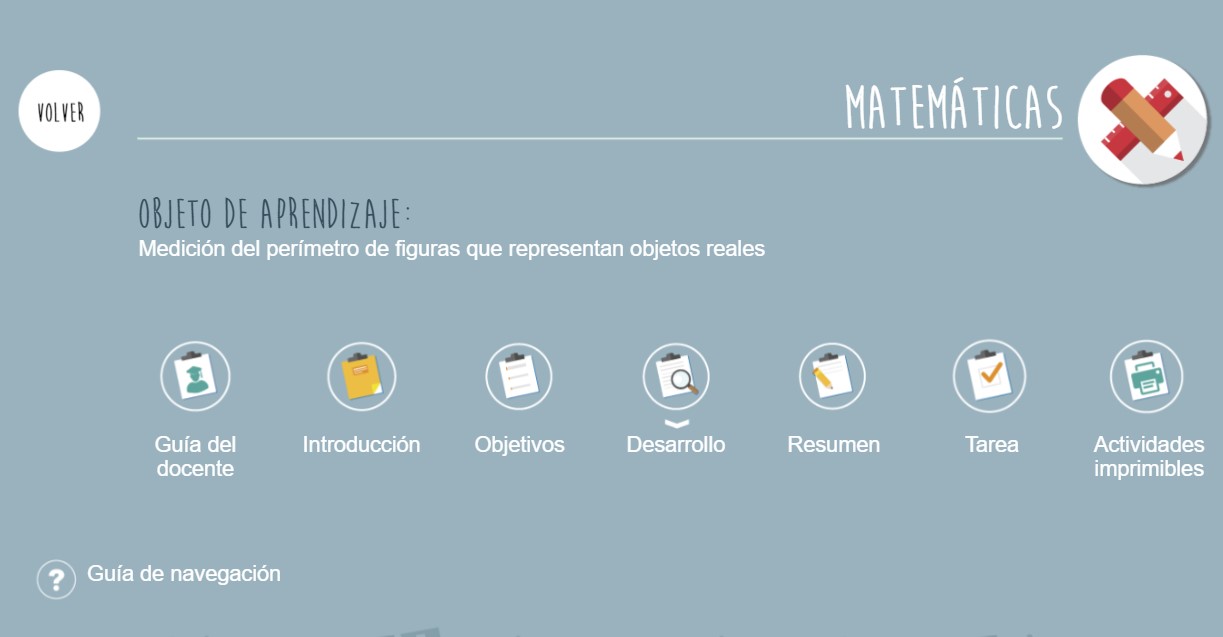 VOLVER
MATEMÁTICAS
OBJETO DE APRENDIZAJE:
Medición del perímetro de figuras que representan objetos reales
Guía del
docente
Introducción
Objetivos
Desarrollo
Resumen
Tarea
Actividades
imprimibles
? Guía de navegación